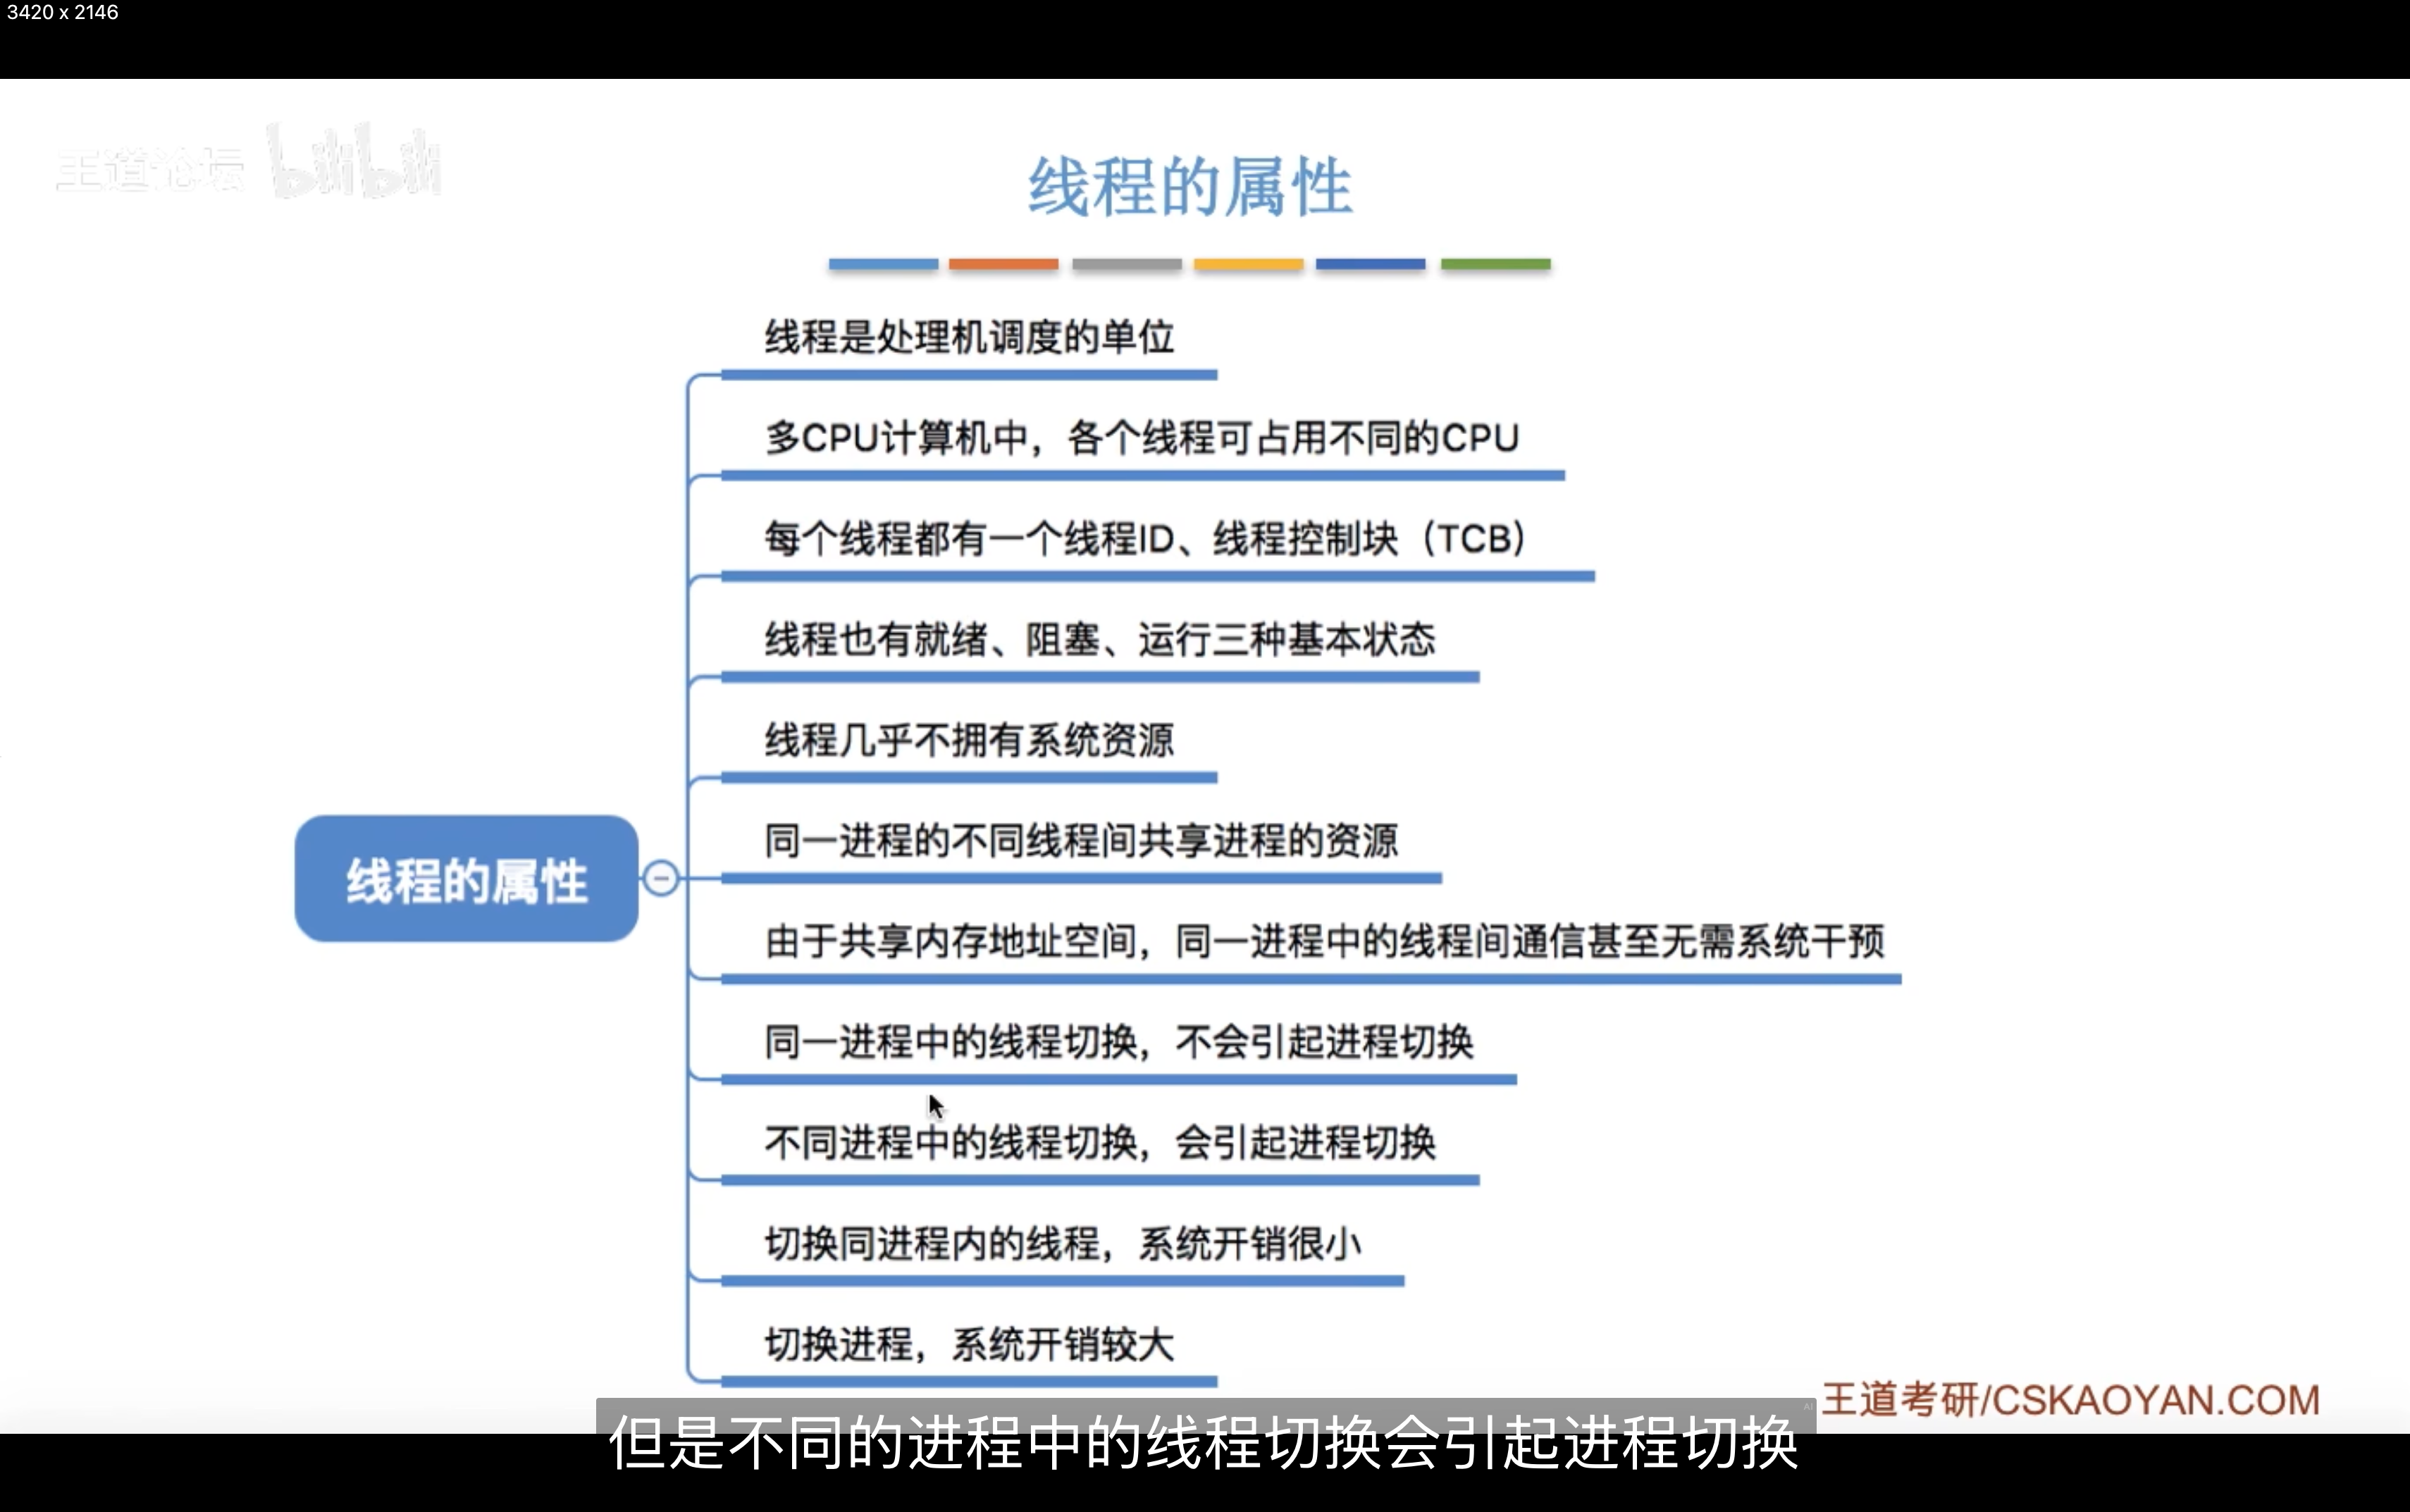 3420 x 2146
王道论坛 bilibili
线程的属性
线程是处理机调度的单位
多CPU计算机中，各个线程可占用不同的CPU
每个线程都有一个线程ID、线程控制块（TCB）
线程也有就绪、阻塞、运行三种基本状态
线程几乎不拥有系统资源
线程的属性
同一进程的不同线程间共享进程的资源
由于共享内存地址空间，同一进程中的线程间通信甚至无需系统干预
同一进程中的线程切换，不会引起进程切换
不同进程中的线程切换，会引起进程切换
切换同进程内的线程，系统开销很小
切换进程，系统开销较大
王道考研/CSKAOYAN.COM
AI
但是不同的进程中的线程切换会引起进程切换